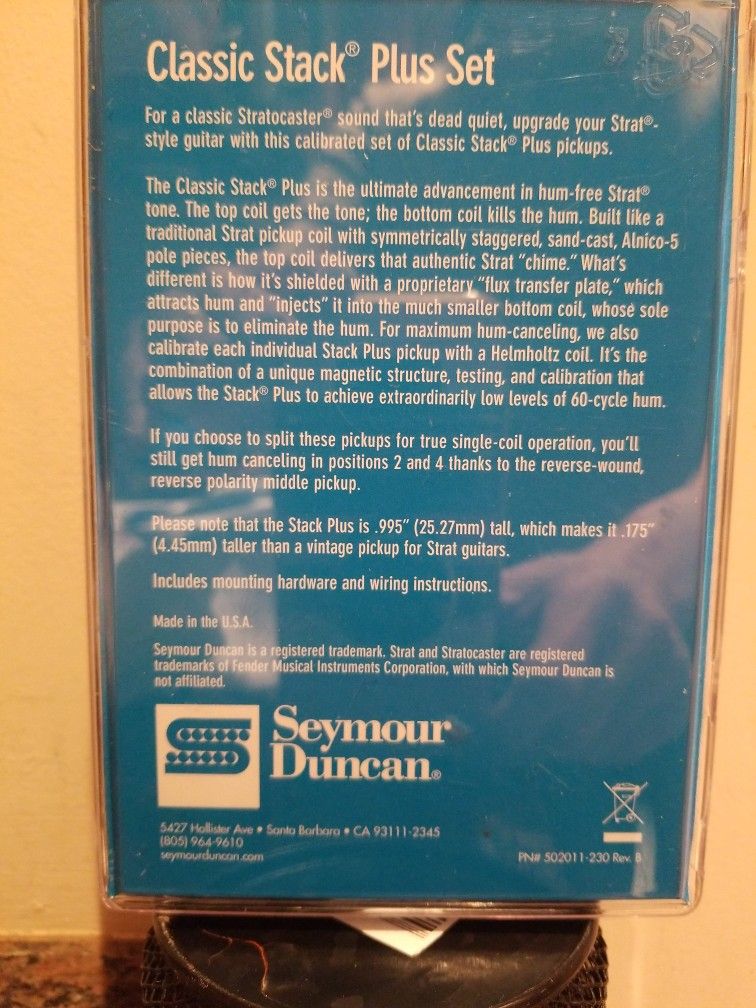 Classic Stack® Plus Set
For a classic Stratocaster® sound that's dead quiet, upgrade your Strat®-
style guitar with this calibrated set of Classic Stack® Plus pickups.
The Classic Stack® Plus is the ultimate advancement in hum-free Strat®
tone. The top coil gets the tone; the bottom coil kills the hum. Built like a
traditional Strat pickup coil with symmetrically staggered, sand-cast, Alnico-5
pole pieces, the top coil delivers that authentic Strat "chime." What's
different is how it's shielded with a proprietary "flux transfer plate," which
attracts hum and "injects" it into the much smaller bottom coil, whose sole
purpose is to eliminate the hum. For maximum hum-canceling, we also
calibrate each individual Stack Plus pickup with a Helmholtz coil. It's the
combination of a unique magnetic structure, testing, and calibration that
allows the Stack® Plus to achieve extraordinarily low levels of 60-cycle hum.
If you choose to split these pickups for true single-coil operation, you'll
still get hum canceling in positions 2 and 4 thanks to the reverse-wound,
reverse polarity middle pickup.
Please note that the Stack Plus is .995" (25.27mm) tall, which makes it .175"
(4.45mm) taller than a vintage pickup for Strat guitars.
Includes mounting hardware and wiring instructions.
Made in the U.S.A.
Seymour Duncan is a registered trademark. Strat and Stratocaster are registered
trademarks of Fender Musical Instruments Corporation, with which Seymour Duncan is
not affiliated.
Seymour
Duncan®
5427 Hollister Ave • Santa Barbara • CA 93111-2345
(805) 964-9610
seymourduncan.com
PN# 502011-230 Rev. B